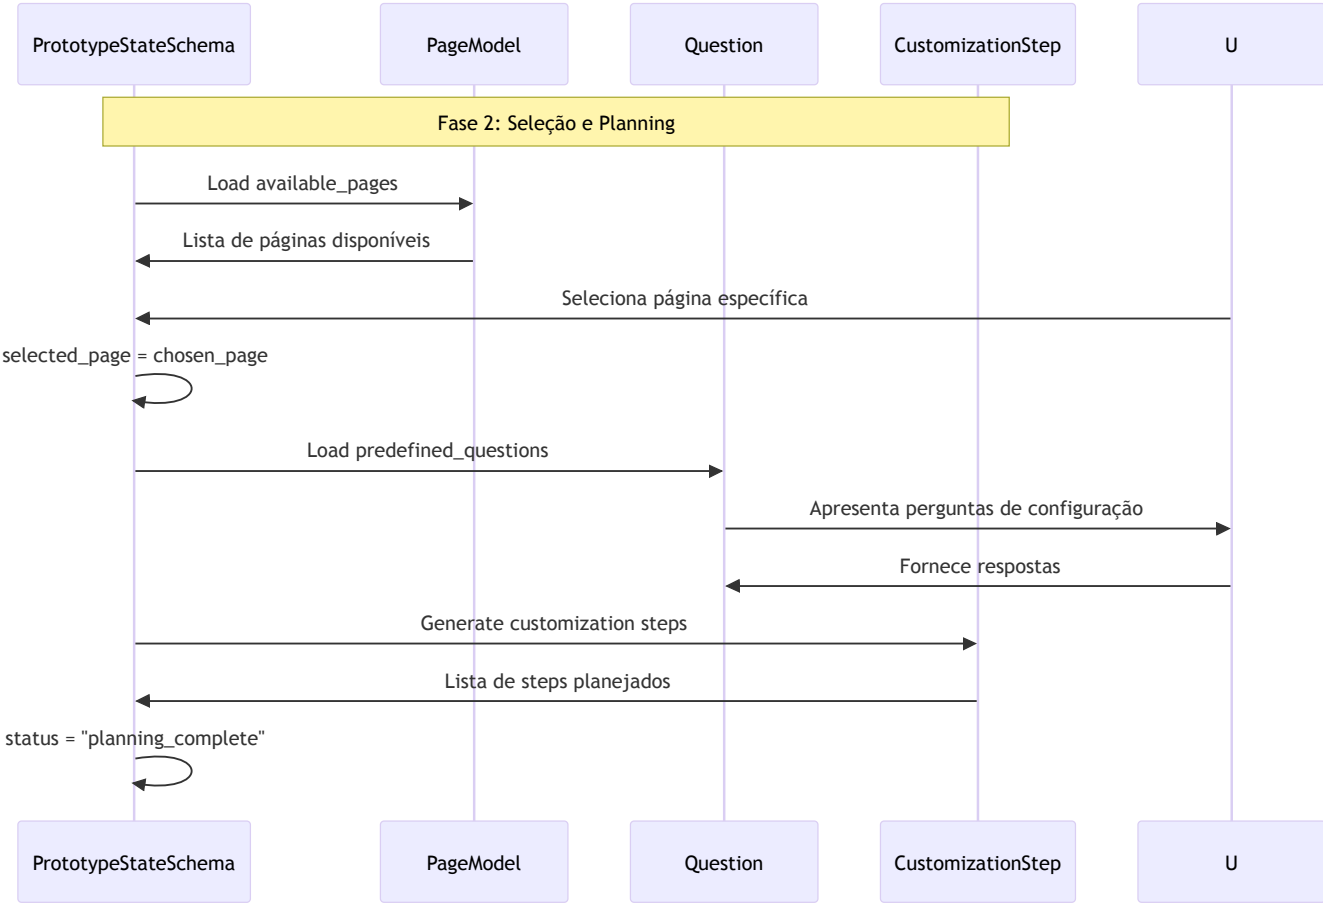 PrototypeStateSchema
PageModel
Question
CustomizationStep
U
Fase 2: Seleção e Planning
Load available_pages
Lista de páginas disponíveis
Seleciona página específica
selected_page = chosen_page
Load predefined_questions
Apresenta perguntas de configuração
Fornece respostas
Generate customization steps
Lista de steps planejados
status = "planning_complete"
PrototypeStateSchema
PageModel
Question
CustomizationStep
U